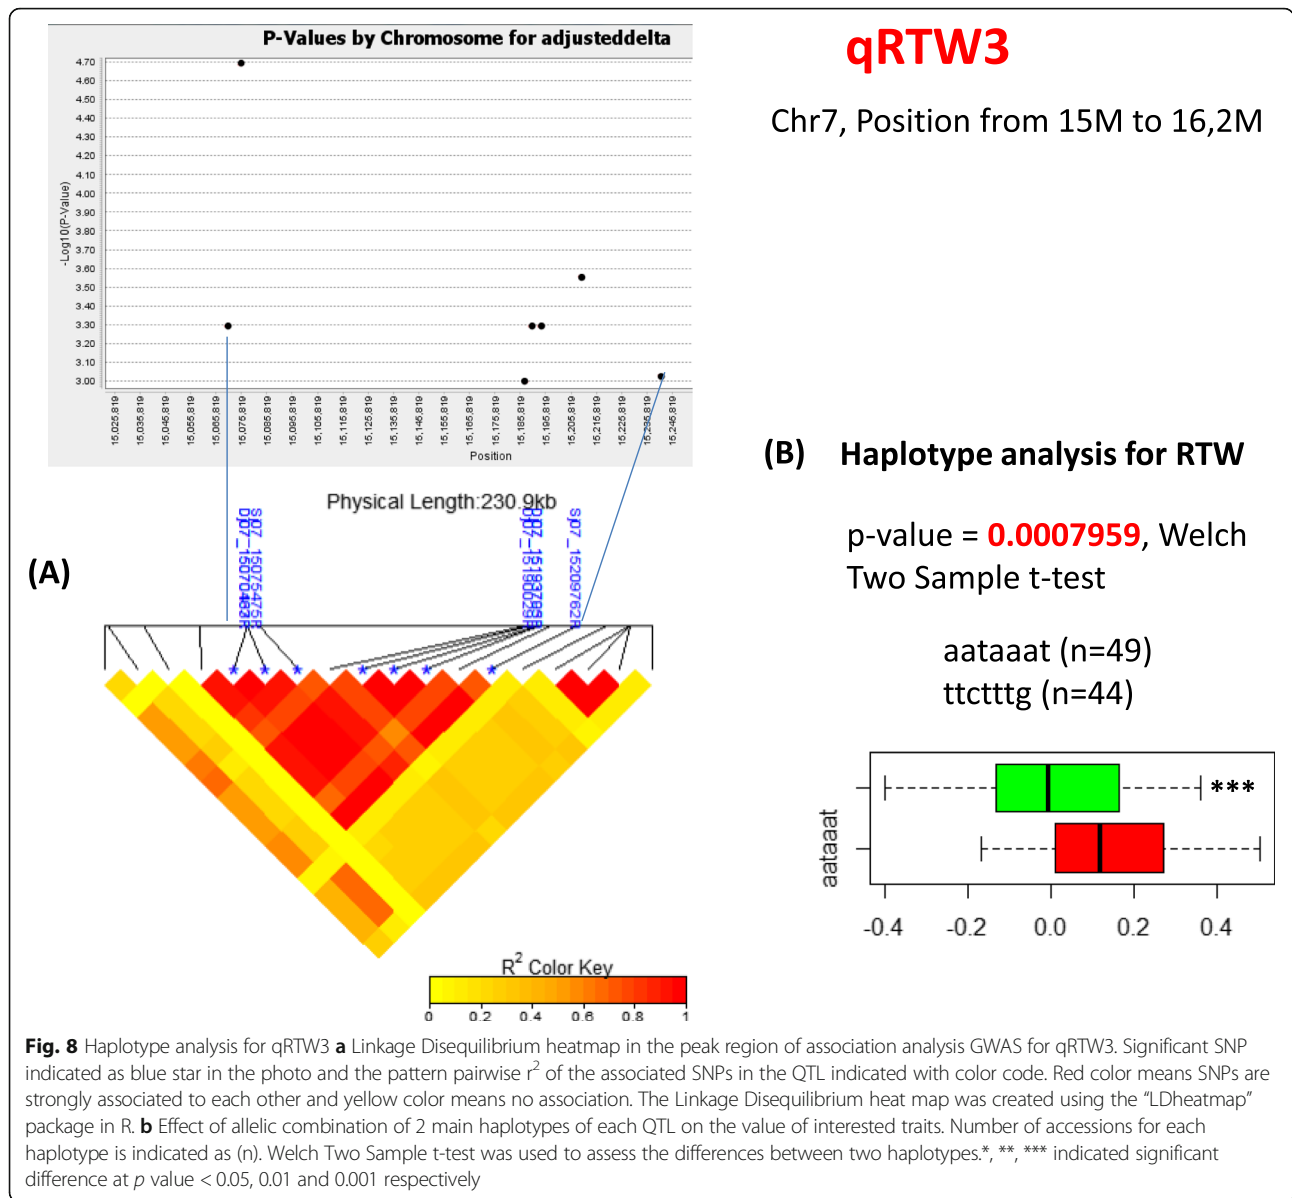 P-Values by Chromosome for adjusteddelta
4.70
4.60
4.50
4.40
4.30
4.20
4.10
4.00
3.90
3.80
3.70
3.60
3.50
3.40
3.30
3.20
3.10
3.00
-Log10(P-Value)
15,025,819
15,035,819
15,045,819
15,055,819
15,065,819
15,075,819
15,085,819
15,095,819
15,105,819
15,115,819
15,125,819
15,135,819
15,145,819
15,155,819
15,165,819
15,175,819
15,185,819
15,195,819
15,205,819
15,215,819
15,225,819
15,235,819
15,245,819
Position
qRTW3
Chr7, Position from 15M to 16,2M
Physical Length:230.9kb
Sj07_15075475R
Sj07_15209762R
(A)
(B) Haplotype analysis for RTW
p-value = 0.0007959, Welch
Two Sample t-test
aataaat (n=49)
ttctttg (n=44)
***
aataaat
-0.4 -0.2 0.0 0.2 0.4
R2 Color Key
0 0.2 0.4 0.6 0.8 1
Fig. 8 Haplotype analysis for qRTW3 a Linkage Disequilibrium heatmap in the peak region of association analysis GWAS for qRTW3. Significant SNP
indicated as blue star in the photo and the pattern pairwise r2 of the associated SNPs in the QTL indicated with color code. Red color means SNPs are
strongly associated to each other and yellow color means no association. The Linkage Disequilibrium heat map was created using the “LDheatmap”
package in R. b Effect of allelic combination of 2 main haplotypes of each QTL on the value of interested traits. Number of accessions for each
haplotype is indicated as (n). Welch Two Sample t-test was used to assess the differences between two haplotypes.*, **, *** indicated significant
difference at p value < 0.05, 0.01 and 0.001 respectively